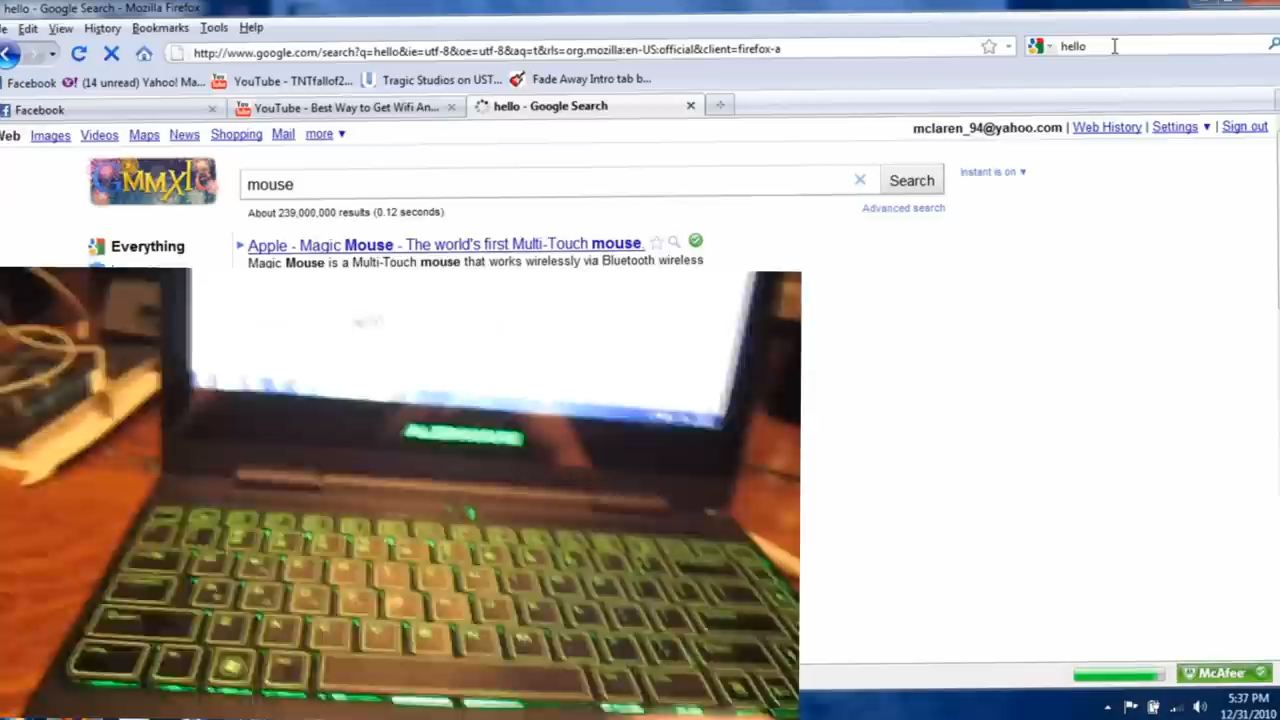 hello - Google Search - Mozilla Firefox
Edit View History Bookmarks Tools Help
http://www.google.com/search?q=hello&ie=utf-8&oe=utf-8&aq=t&rls=org.mozilla:en-US:official&client=firefox-a hello
Facebook (14 unread) Yahoo! Ma... YouTube - TNTfallof2... Tragic Studios on UST... Fade Away Intro tab b...
Facebook YouTube - Best Way to Get Wifi An... hello - Google Search
Web Images Videos Maps News Shopping Mail more ▼ mclaren_94@yahoo.com | Web History | Settings ▼ | Sign out
MMXI
mouse Search Instant is on ▼
About 239,000,000 results (0.12 seconds) Advanced search
Everything Apple - Magic Mouse - The world's first Multi-Touch mouse.
Magic Mouse is a Multi-Touch mouse that works wirelessly via Bluetooth wireless
ALIENWARE
McAfee
5:37 PM
12/31/2010